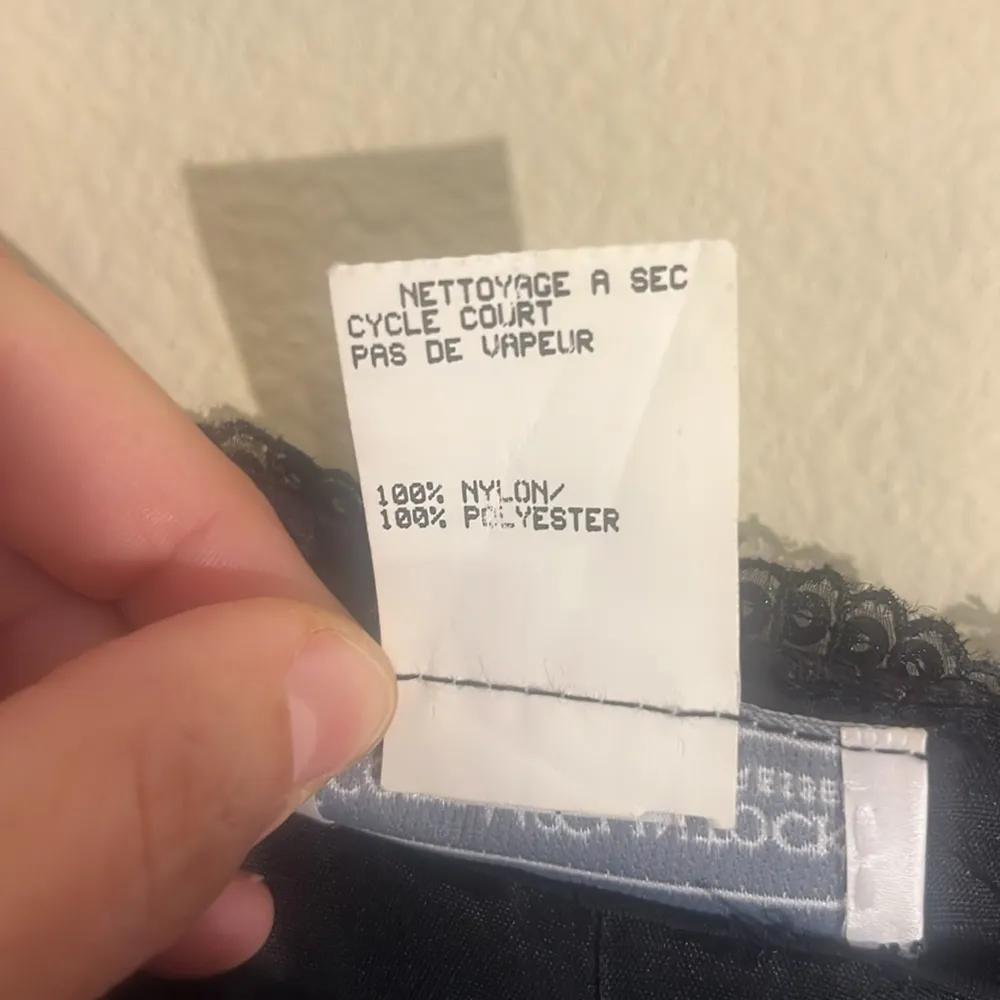 NETTOYAGE A SEC
CYCLE COURT
PAS DE VAPEUR
100% NYLON/
100% POLYESTER